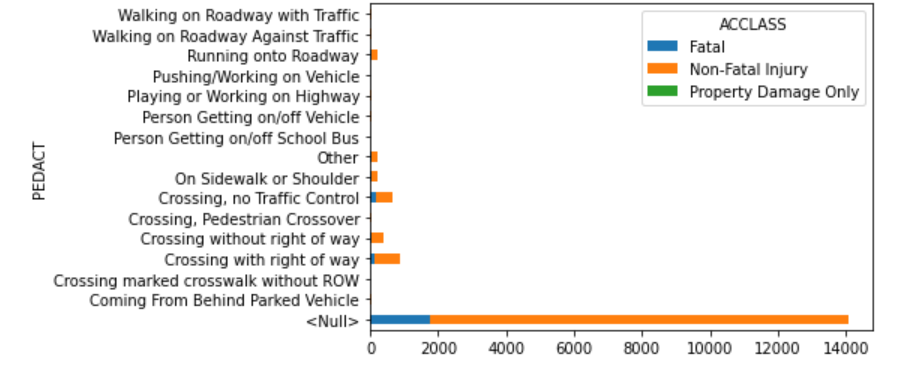 Walking on Roadway with Traffic
Walking on Roadway Against Traffic
Running onto Roadway
Pushing/Working on Vehicle
Playing or Working on Highway
Person Getting on/off Vehicle
Person Getting on/off School Bus
Other
On Sidewalk or Shoulder
Crossing, no Traffic Control
Crossing, Pedestrian Crossover
Crossing without right of way
Crossing with right of way
Crossing marked crosswalk without ROW
Coming From Behind Parked Vehicle
<Null>
PEDACT
ACCLASS
Fatal
Non-Fatal Injury
Property Damage Only
0 2000 4000 6000 8000 10000 12000 14000